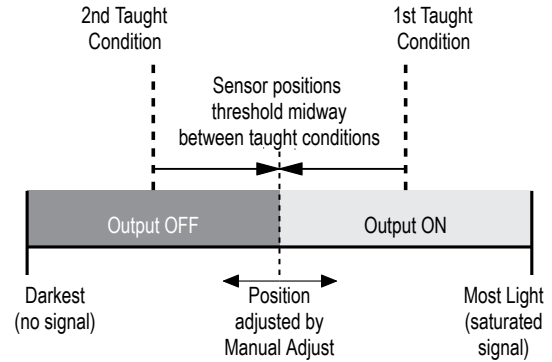 2nd Taught
Condition
1st Taught
Condition
Sensor positions
threshold midway
between taught conditions
Output OFF
Output ON
Darkest
(no signal)
Position
adjusted by
Manual Adjust
Most Light
(saturated
signal)